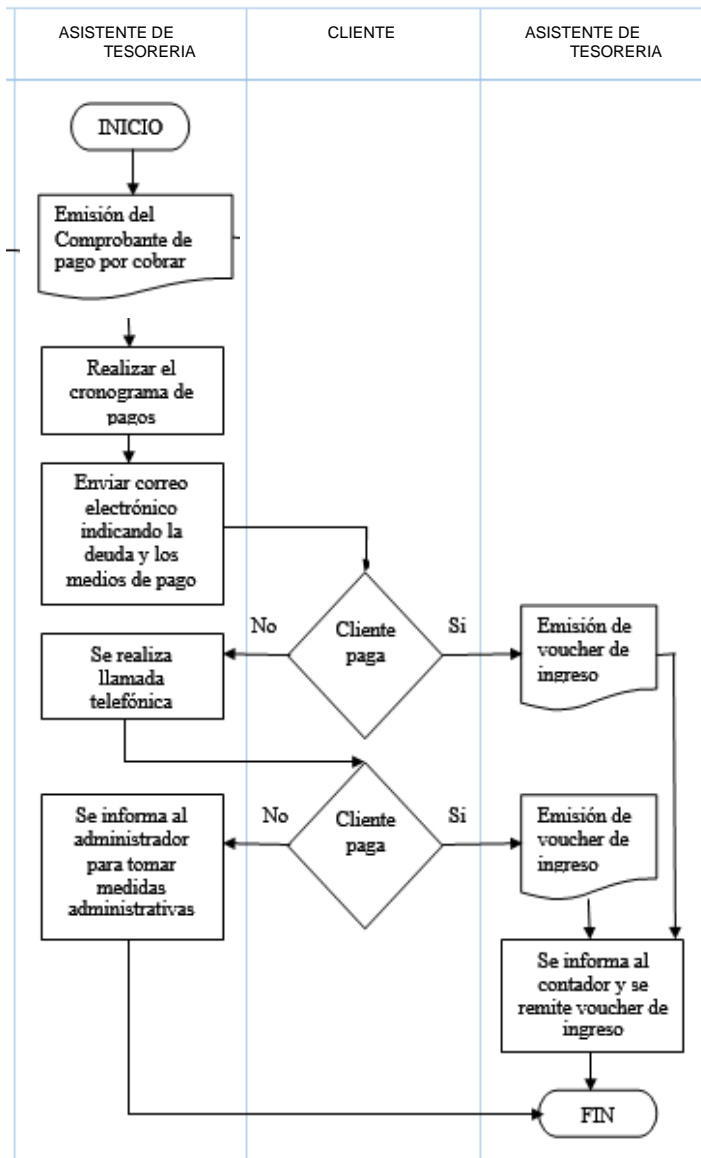 ASISTENTE DE
TESORERIA
CLIENTE
ASISTENTE DE
TESORERIA
INICIO
Emisión del
Comprobante de
pago por cobrar
Realizar el
cronograma de
pagos
Enviar correo
electrónico
indicando la
deuda y los
medios de pago
No
Cliente
paga
Si
Emisión de
voucher de
ingreso
Se realiza
llamada
telefónica
Se informa al
administrador
para tomar
medidas
administrativas
No
Cliente
paga
Si
Emisión de
voucher de
ingreso
Se informa al
contador y se
remite voucher de
ingreso
FIN